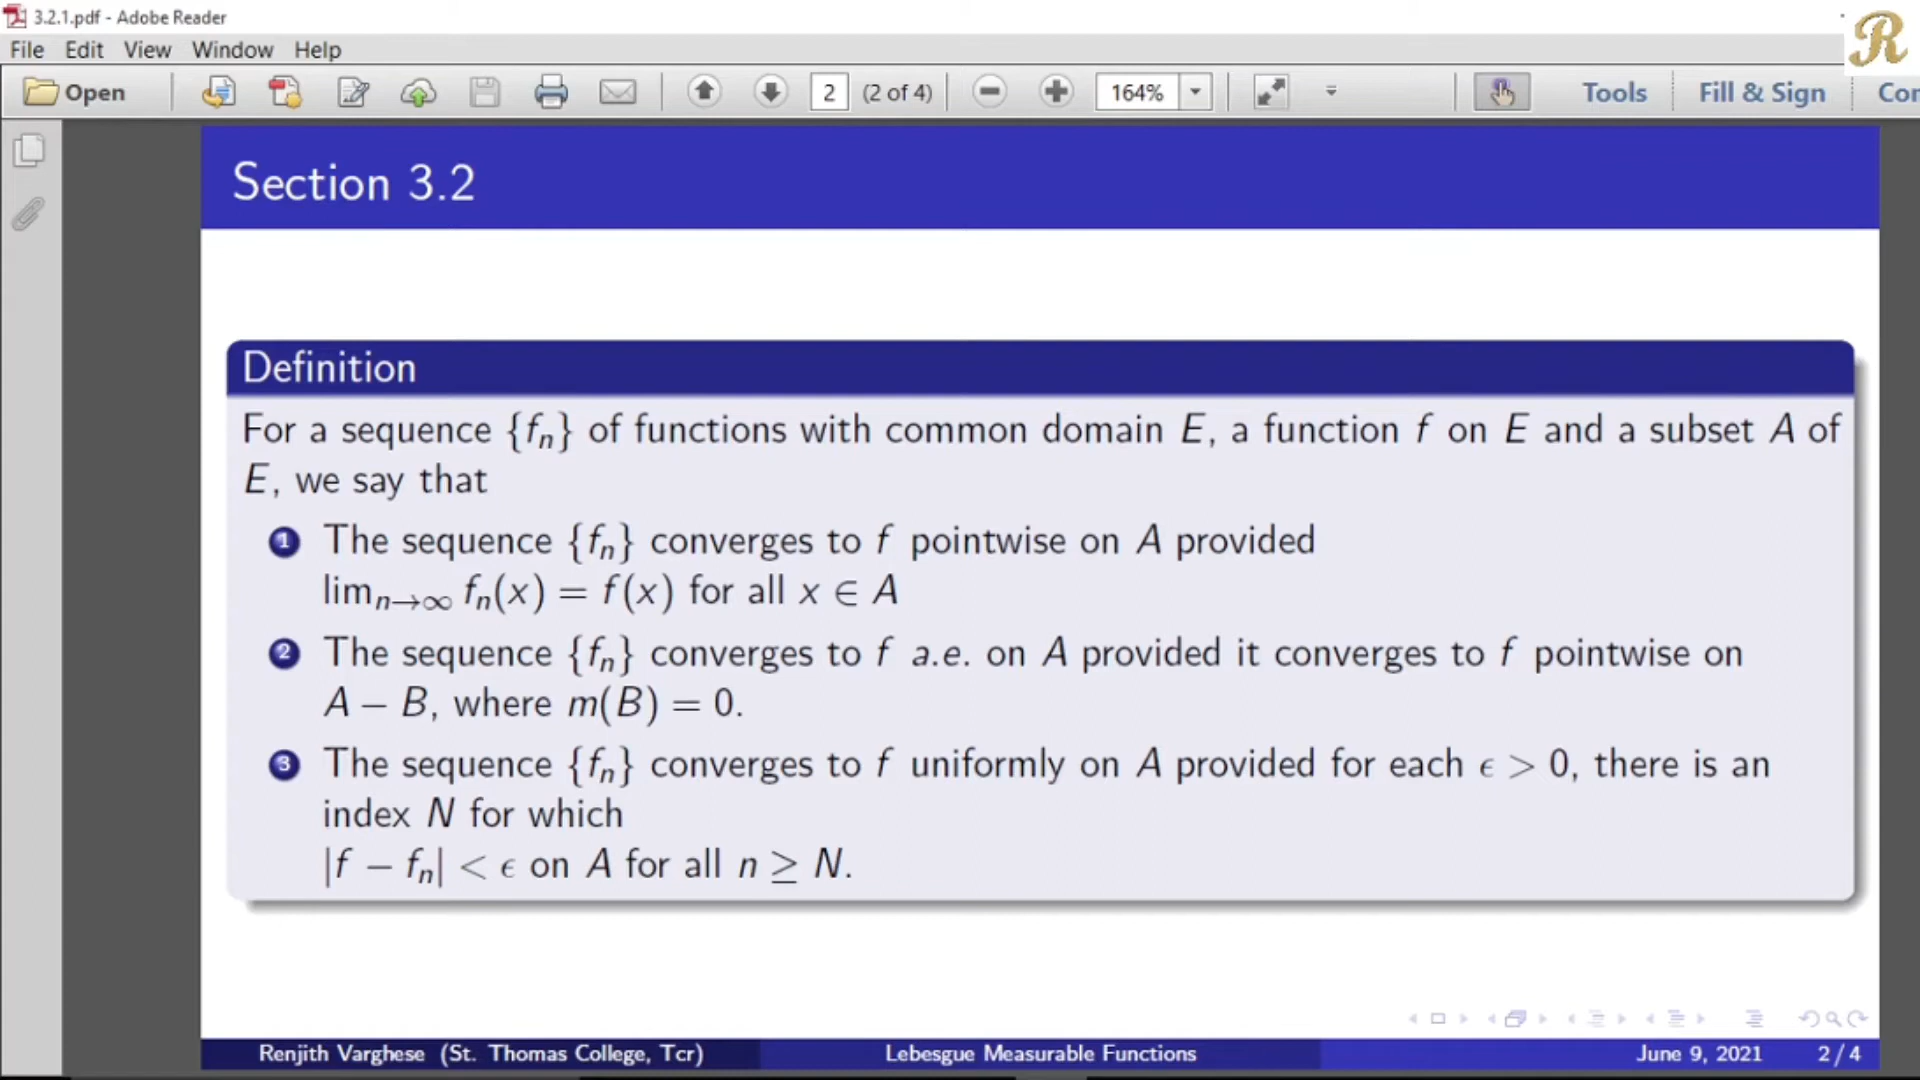 3.2.1.pdf - Adobe Reader
R
File Edit View Window Help
Open 2 (2 of 4) 164% Tools Fill & Sign
Section 3.2
Definition
For a sequence {fₙ} of functions with common domain E, a function f on E and a subset A of
E, we say that
1 The sequence {fₙ} converges to f pointwise on A provided
limₙ→∞ fₙ(x) = f(x) for all x ∈ A
2 The sequence {fₙ} converges to f a.e. on A provided it converges to f pointwise on
A − B, where m(B) = 0.
3 The sequence {fₙ} converges to f uniformly on A provided for each ϵ > 0, there is an
index N for which
|f − fₙ| < ϵ on A for all n ≥ N.
Renjith Varghese (St. Thomas College, Tcr) Lebesgue Measurable Functions June 9, 2021 2 / 4